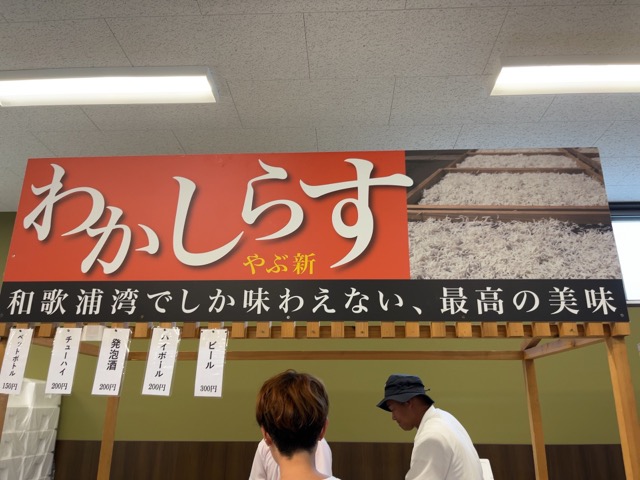 わかしらす
やぶ新
和歌浦湾でしか味わえない、最高の美味
ペットボトル
150円
チューハイ
200円
発泡酒
200円
ハイボール
200円
ビール
300円